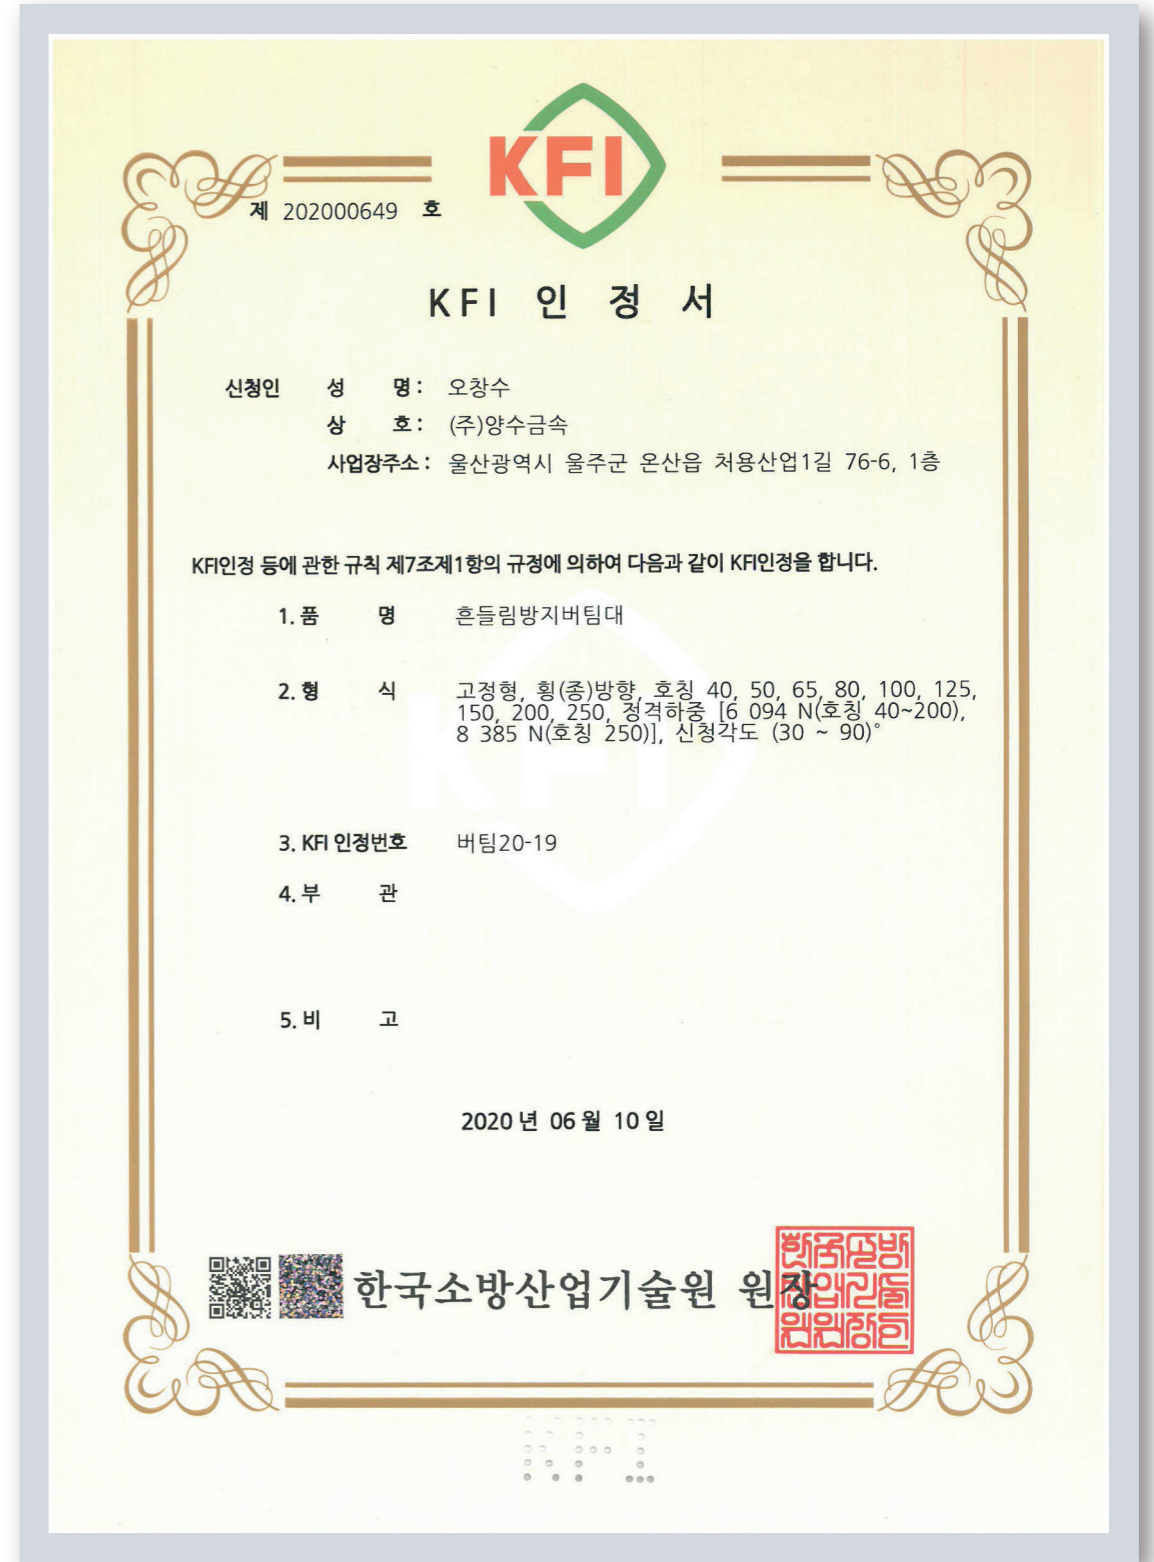 KFI
제 202000649 호
KFI 인 정 서
신청인 성 명 : 오창수
상 호 : (주)양수금속
사업장주소 : 울산광역시 울주군 온산읍 처용산업1길 76-6, 1층
KFI인정 등에 관한 규칙 제7조제1항의 규정에 의하여 다음과 같이 KFI인정을 합니다.
1. 품 명 흔들림방지버팀대
2. 형 식 고정형, 횡(종)방향, 호칭 40, 50, 65, 80, 100, 125,
150, 200, 250, 정격하중 [6 094 N(호칭 40~200),
8 385 N(호칭 250)], 신청각도 (30 ~ 90)°
KFI
3. KFI 인정번호 버팀20-19
4. 부 관
5. 비 고
2020 년 06 월 10 일
한국소방산업기술원 원장
KFI